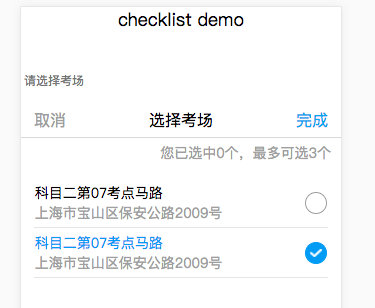 checklist demo
请选择考场
取消 选择考场 完成
您已选中0个，最多可选3个
科目二第07考点马路
上海市宝山区保安公路2009号
科目二第07考点马路
上海市宝山区保安公路2009号